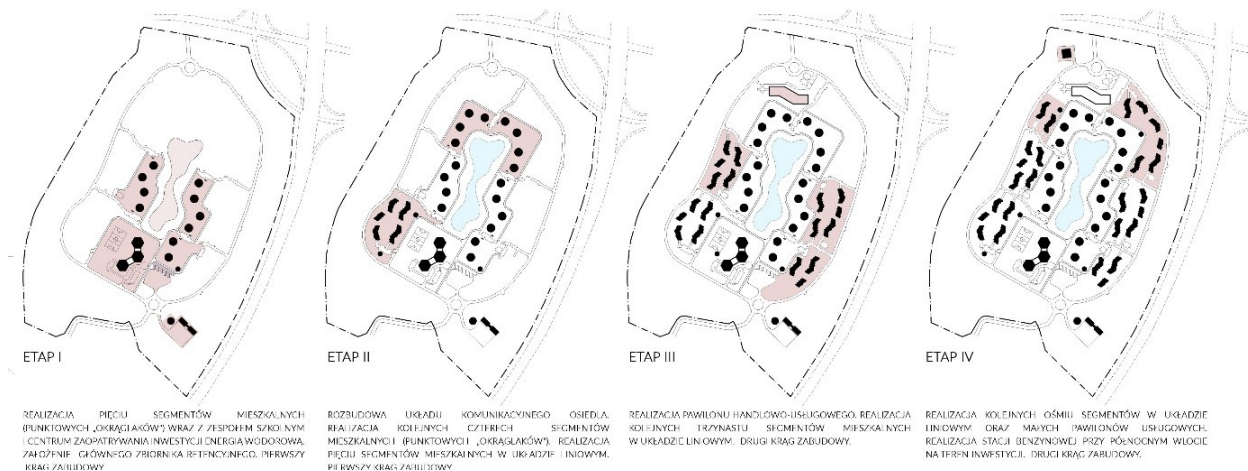 ETAP I
REALIZACJA PIĘCIU SEGMENTÓW MIESZKALNYCH
(PUNKTOWYCH „OKRĄGLAKÓW") WRAZ Z ZESPOŁEM SZKOLNYM
I CENTRUM ZAOPATRYWANIA INWESTYCJI ENERGIĄ WODOROWĄ.
ZAŁOŻENIE GŁÓWNEGO ZBIORNIKA RETENCYJNEGO. PIERWSZY
KRĄG ZABUDOWY
ETAP II
ROZBUDOWA UKŁADU KOMUNIKACYJNEGO OSIEDLA.
REALIZACJA KOLEJNYCH CZTERECH SEGMENTÓW
MIESZKALNYCH (PUNKTOWYCH „OKRĄGLAKÓW"). REALIZACJA
PIĘCIU SEGMENTÓW MIESZKALNYCH W UKŁADZIE LINIOWYM.
PIERWSZY KRĄG ZABUDOWY
ETAP III
REALIZACJA PAWILONU HANDLOWO-USŁUGOWEGO. REALIZACJA
KOLEJNYCH TRZYNASTU SEGMENTÓW MIESZKALNYCH
W UKŁADZIE LINIOWYM. DRUGI KRĄG ZABUDOWY.
ETAP IV
REALIZACJA KOLEJNYCH OŚMIU SEGMENTÓW W UKŁADZIE
LINIOWYM ORAZ MAŁYCH PAWILONÓW USŁUGOWYCH.
REALIZACJA STACJI BENZYNOWEJ PRZY PÓŁNOCNYM WLOCIE
NA TEREN INWESTYCJI. DRUGI KRĄG ZABUDOWY.